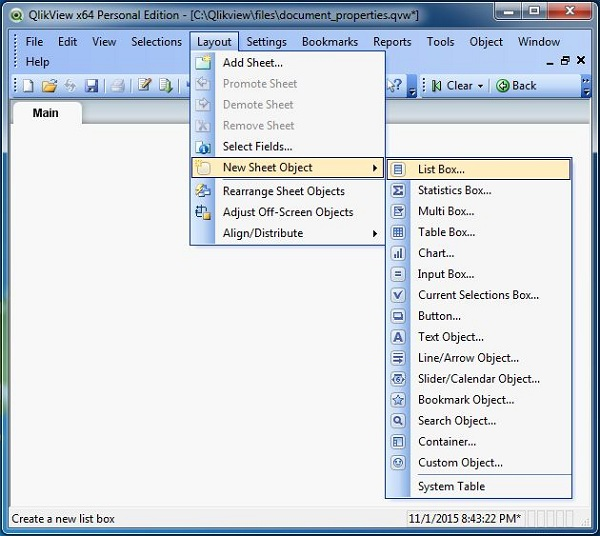 QlikView x64 Personal Edition - [C:\Qlikview\files\document_properties.qvw*]
File Edit View Selections Layout Settings Bookmarks Reports Tools Object Window
Help
Clear Back
Main
Add Sheet...
Promote Sheet
Demote Sheet
Remove Sheet
Select Fields...
New Sheet Object
Rearrange Sheet Objects
Adjust Off-Screen Objects
Align/Distribute
List Box...
Statistics Box...
Multi Box...
Table Box...
Chart...
Input Box...
Current Selections Box...
Button...
Text Object...
Line/Arrow Object...
Slider/Calendar Object...
Bookmark Object...
Search Object...
Container...
Custom Object...
System Table
Create a new list box 11/1/2015 8:43:22 PM*